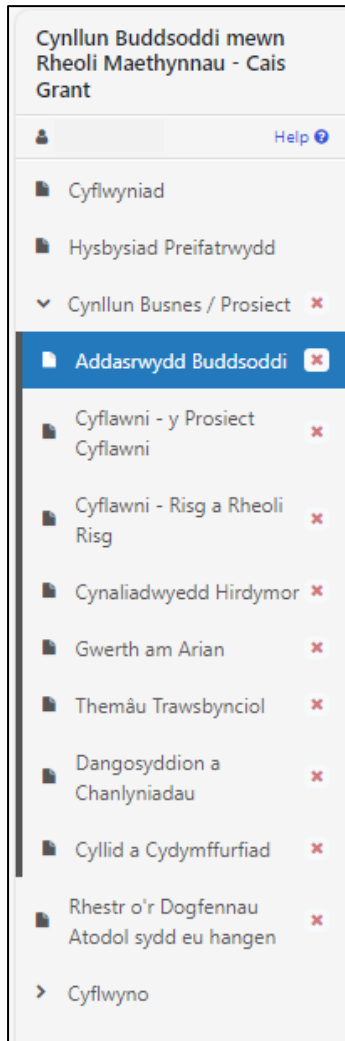 Cynllun Buddsoddi mewn
Rheoli Maethynnau - Cais
Grant
Help
Cyflwyniad
Hysbysiad Preifatrwydd
Cynllun Busnes / Prosiect
Addasrwydd Buddsoddi
Cyflawni - y Prosiect
Cyflawni
Cyflawni - Risg a Rheoli
Risg
Cynaliadwyedd Hirdymor
Gwerth am Arian
Themâu Trawsbynciol
Dangosyddion a
Chanlyniadau
Cyllid a Cydymffurfiad
Rhestr o'r Dogfennau
Atodol sydd eu hangen
Cyflwyno